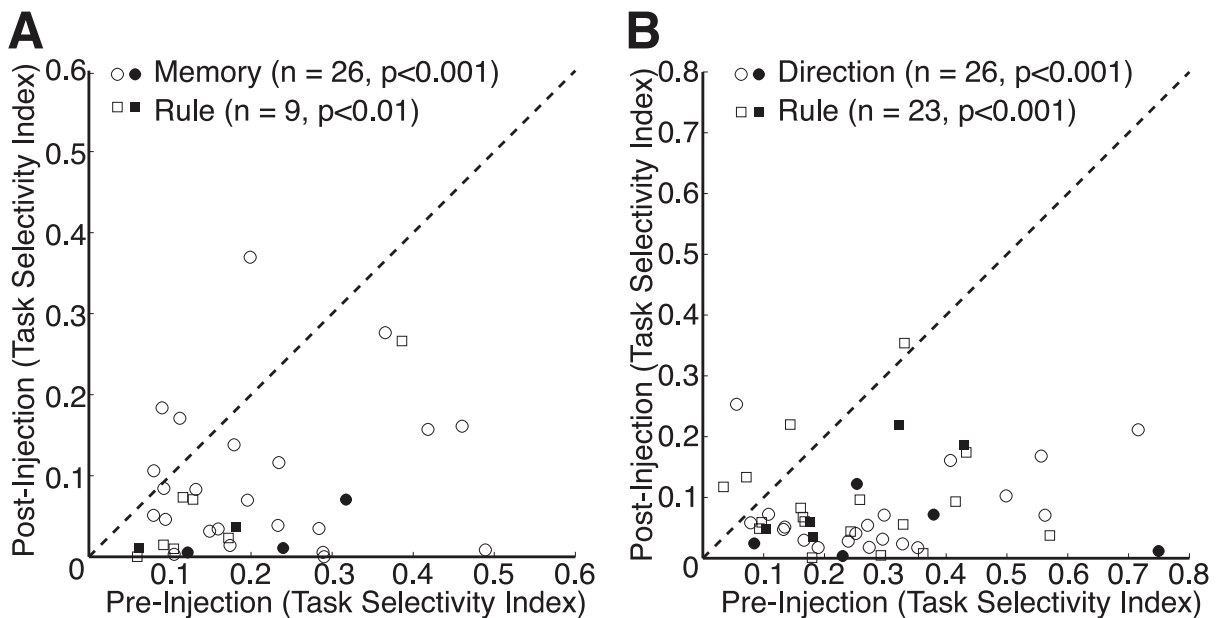 A
Post-Injection (Task Selectivity Index)
0.6
0.5
0.4
0.3
0.2
0.1
0
Memory (n = 26, p<0.001)
Rule (n = 9, p<0.01)
0.1 0.2 0.3 0.4 0.5 0.6
Pre-Injection (Task Selectivity Index)
B
Post-Injection (Task Selectivity Index)
0.8
0.7
0.6
0.5
0.4
0.3
0.2
0.1
0
Direction (n = 26, p<0.001)
Rule (n = 23, p<0.001)
0.1 0.2 0.3 0.4 0.5 0.6 0.7 0.8
Pre-Injection (Task Selectivity Index)